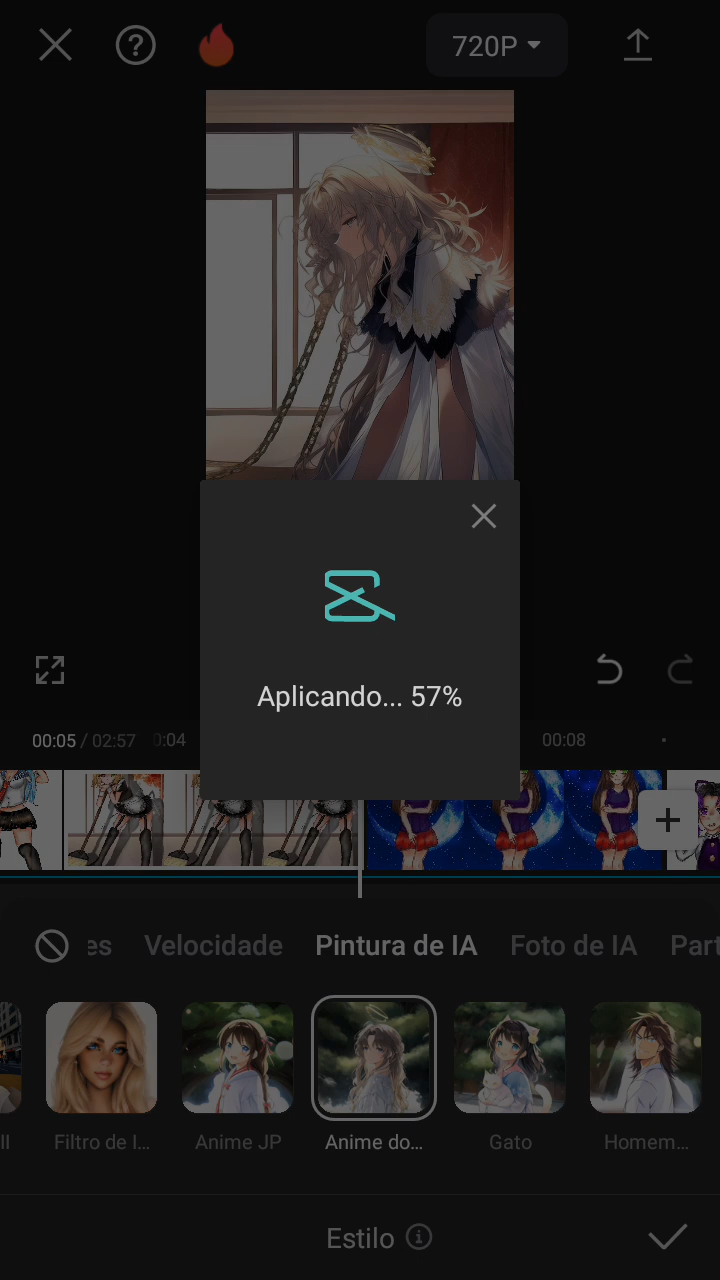 720P
Aplicando... 57%
00:05 / 02:57 0:04 00:08
es Velocidade Pintura de IA Foto de IA Part
ll Filtro de I... Anime JP Anime do... Gato Homem...
Estilo